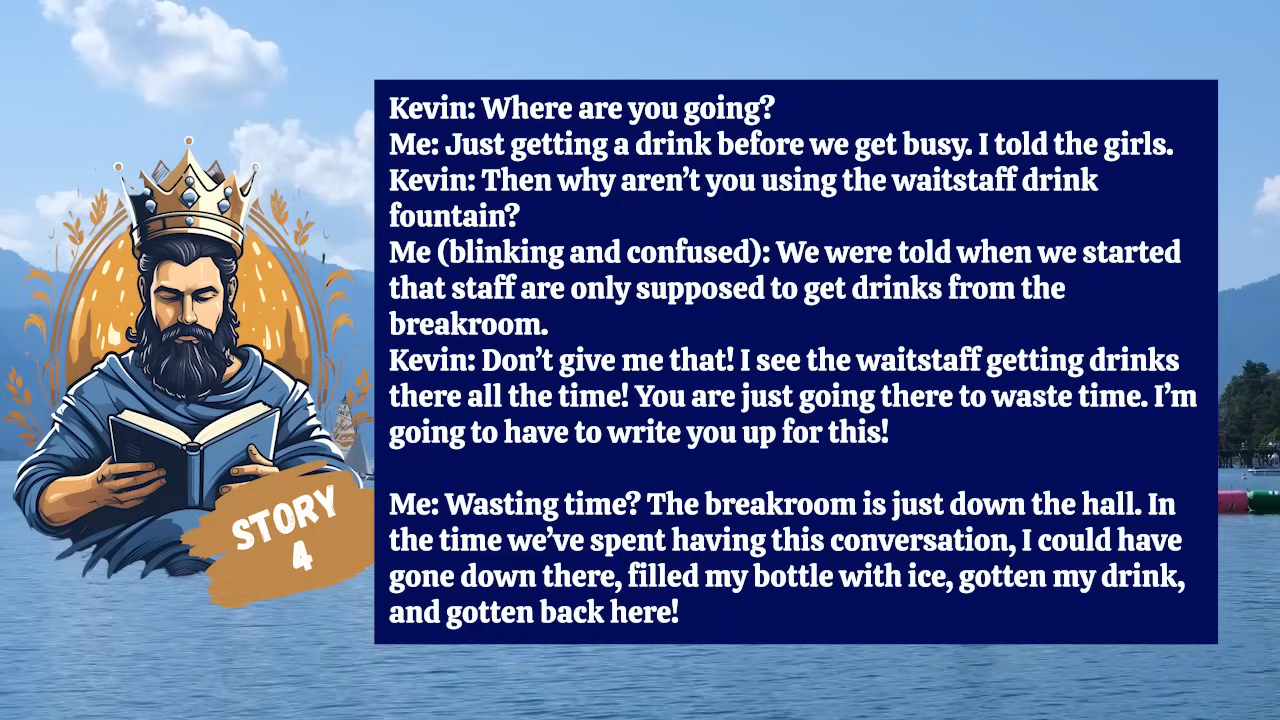 Kevin: Where are you going?
Me: Just getting a drink before we get busy. I told the girls.
Kevin: Then why aren’t you using the waitstaff drink
fountain?
Me (blinking and confused): We were told when we started
that staff are only supposed to get drinks from the
breakroom.
Kevin: Don’t give me that! I see the waitstaff getting drinks
there all the time! You are just going there to waste time. I’m
going to have to write you up for this!
Me: Wasting time? The breakroom is just down the hall. In
the time we’ve spent having this conversation, I could have
gone down there, filled my bottle with ice, gotten my drink,
and gotten back here!
STORY
4